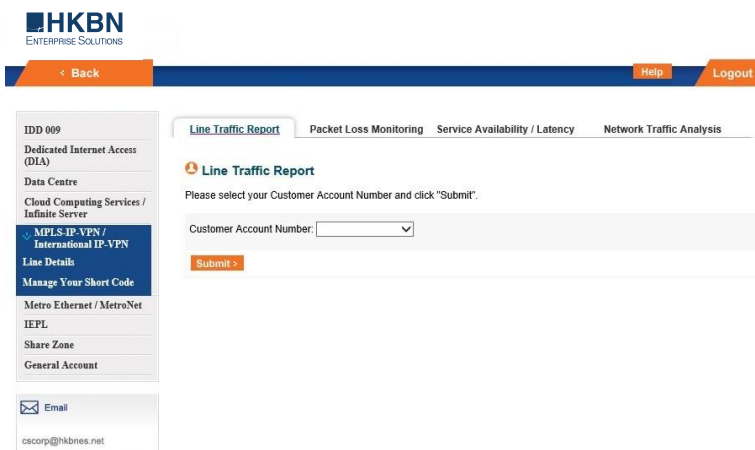 HKBN
ENTERPRISE SOLUTIONS
< Back
Help
Logout
IDD 009
Dedicated Internet Access
(DIA)
Data Centre
Cloud Computing Services /
Infinite Server
MPLS-IP-VPN /
International IP-VPN
Line Details
Manage Your Short Code
Metro Ethernet / MetroNet
IEPL
Share Zone
General Account
Email
cscorp@hkbnes.net
Line Traffic Report
Packet Loss Monitoring
Service Availability / Latency
Network Traffic Analysis
Line Traffic Report
Please select your Customer Account Number and click "Submit".
Customer Account Number:
Submit >